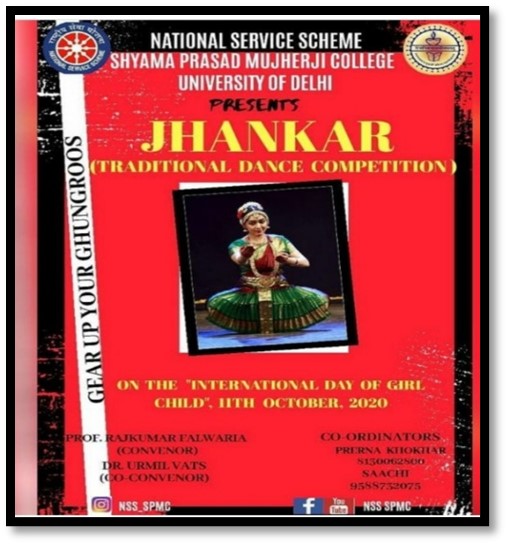 NATIONAL SERVICE SCHEME
SHYAMA PRASAD MUJHERJI COLLEGE
UNIVERSITY OF DELHI
PRESENTS
JHANKAR
(TRADITIONAL DANCE COMPETITION)
GEAR UP YOUR GHUNGROOS
ON THE "INTERNATIONAL DAY OF GIRL
CHILD", 11TH OCTOBER, 2020
PROF. RAJKUMAR FALWARIA
(CONVENOR)
DR. URMIL VATS
(CO-CONVENOR)
CO-ORDINATORS
PRERNA KHOKHAR
8130062800
SAACHI
9588752075
NSS_SPMC
You
Tube
NSS SPMC